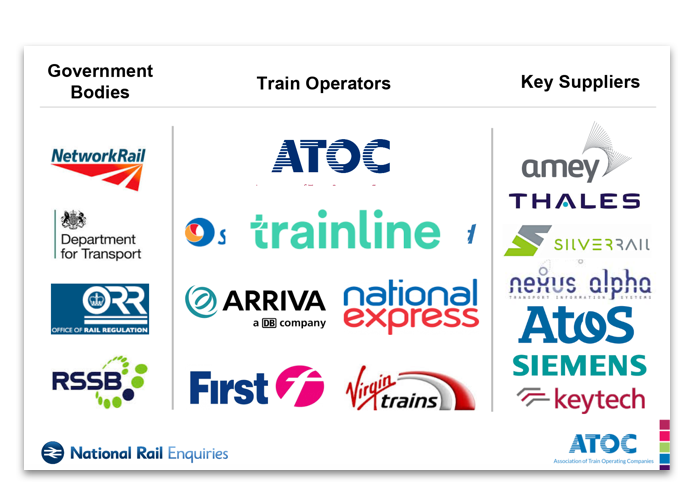 Government
Bodies
Train Operators
Key Suppliers
NetworkRail
Department
for Transport
ORR
OFFICE OF RAIL REGULATION
RSSB
ATOC
trainline
ARRIVA
a DB company
national
express
First
Virgin
trains
amey
THALES
SILVERRAIL
nexus alpha
TRANSPORT INFORMATION SYSTEMS
Atos
SIEMENS
keytech
National Rail Enquiries
ATOC
Association of Train Operating Companies